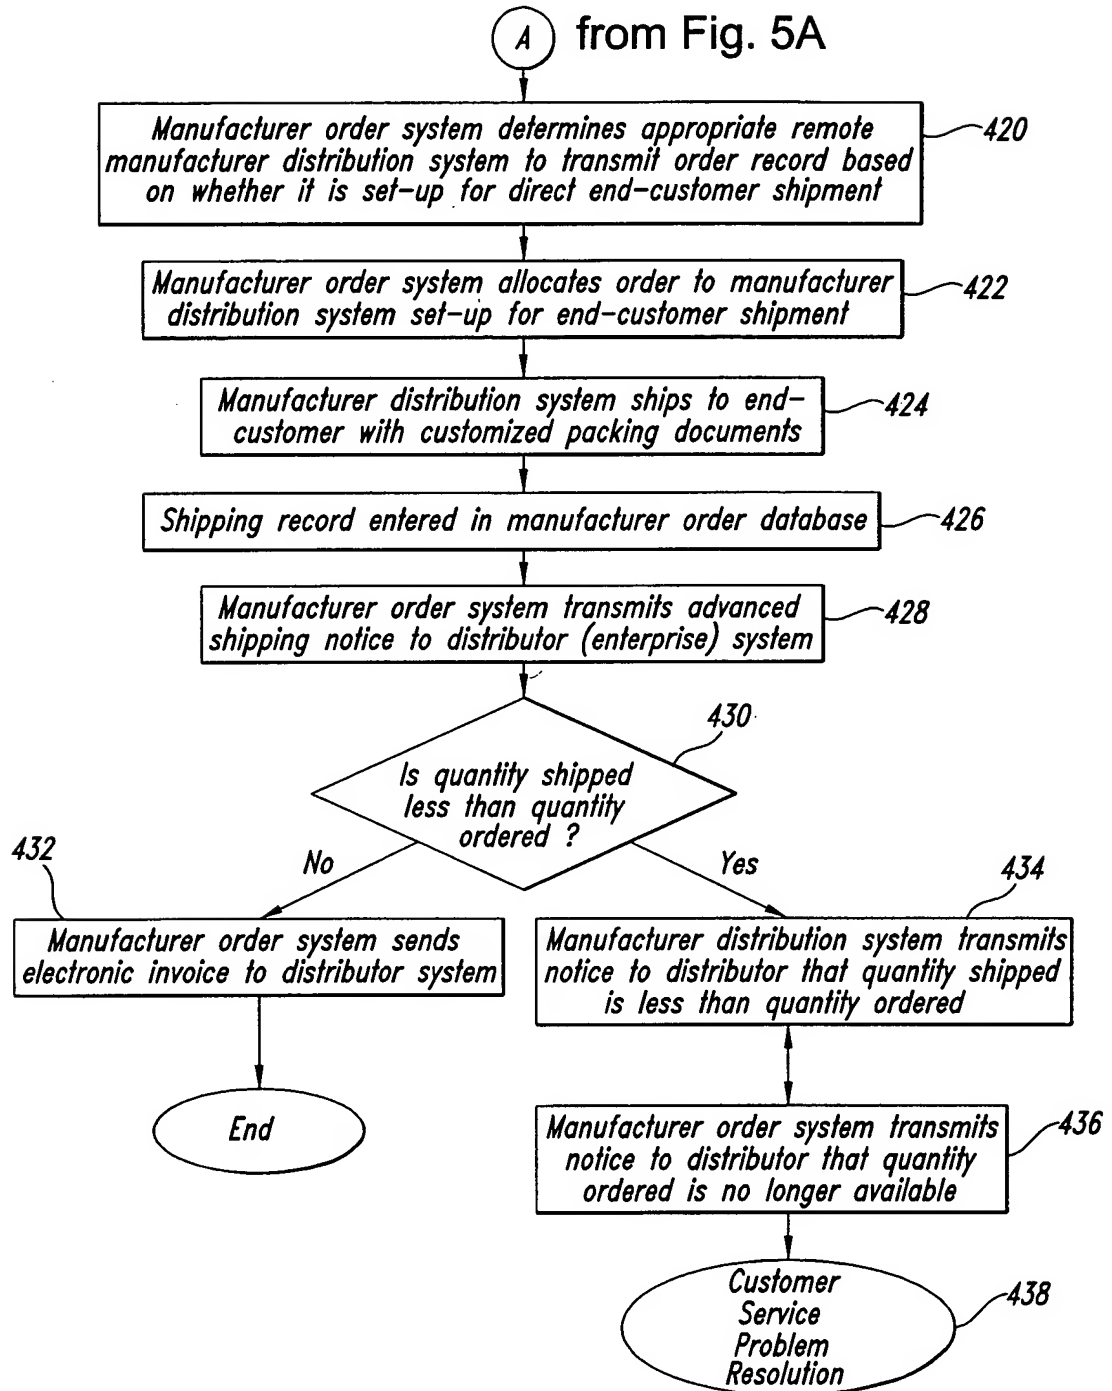 A from Fig. 5A
Manufacturer order system determines appropriate remote
manufacturer distribution system to transmit order record based
on whether it is set-up for direct end-customer shipment
420
Manufacturer order system allocates order to manufacturer
distribution system set-up for end-customer shipment
422
Manufacturer distribution system ships to end-
customer with customized packing documents
424
Shipping record entered in manufacturer order database
426
Manufacturer order system transmits advanced
shipping notice to distributor (enterprise) system
428
430
Is quantity shipped
less than quantity
ordered ?
No
Yes
432
Manufacturer order system sends
electronic invoice to distributor system
434
Manufacturer distribution system transmits
notice to distributor that quantity shipped
is less than quantity ordered
End
Manufacturer order system transmits
notice to distributor that quantity
ordered is no longer available
436
Customer
Service
Problem
Resolution
438